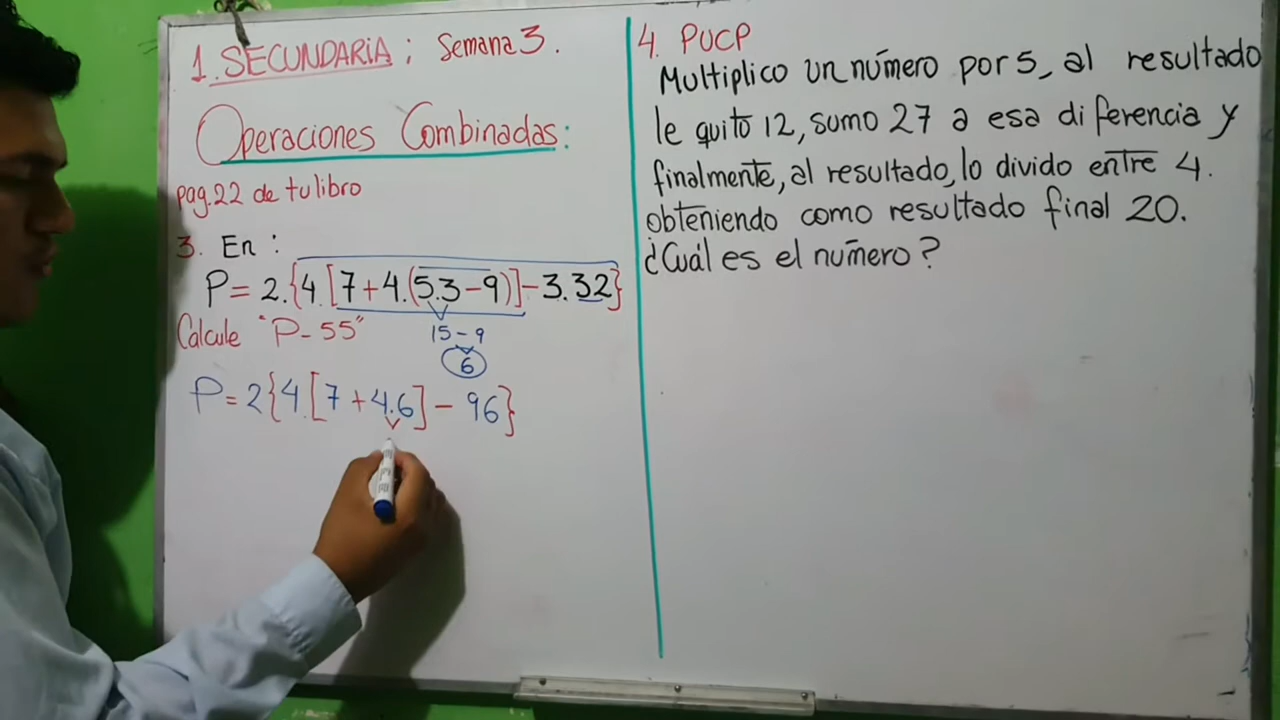 1. SECUNDARIA : Semana 3.
Operaciones Combinadas:
pag.22 de tu libro
3. En :
P = 2.{4.[7+4.(5.3-9)]-3.32}
Calcule "P-55"
15-9
6
P = 2{4.[7+4.6]-96}
4. PUCP
Multiplico un número por 5, al resultado
le quito 12, sumo 27 a esa diferencia y
finalmente, al resultado, lo divido entre 4.
obteniendo como resultado final 20.
¿Cuál es el número?